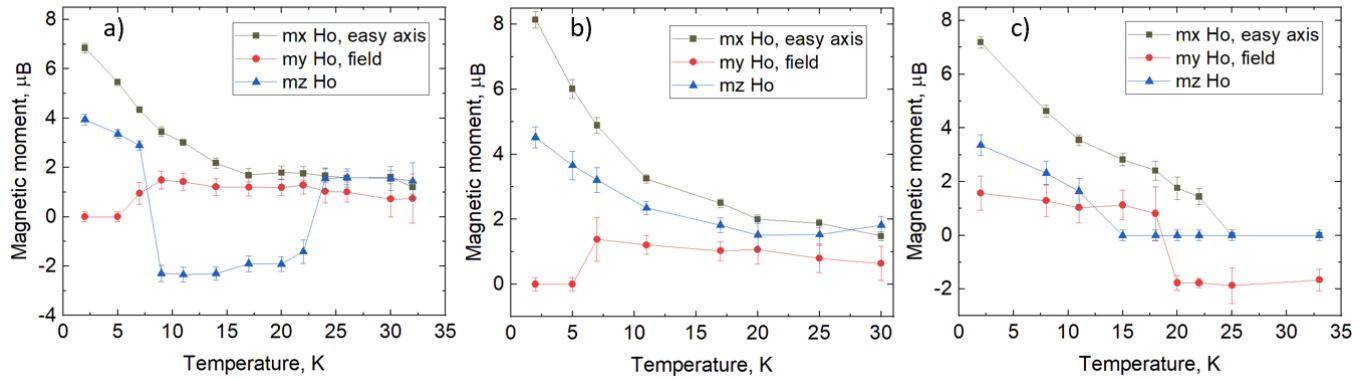 a)
mx Ho, easy axis
my Ho, field
mz Ho
Magnetic moment, μB
8
6
4
2
0
-2
-4
0 5 10 15 20 25 30 35
Temperature, K
b)
mx Ho, easy axis
my Ho, field
mz Ho
Magnetic moment, μB
8
6
4
2
0
0 5 10 15 20 25 30
Temperature, K
c)
mx Ho, easy axis
my Ho, field
mz Ho
Magnetic moment, μB
8
6
4
2
0
-2
0 5 10 15 20 25 30 35
Temperature, K